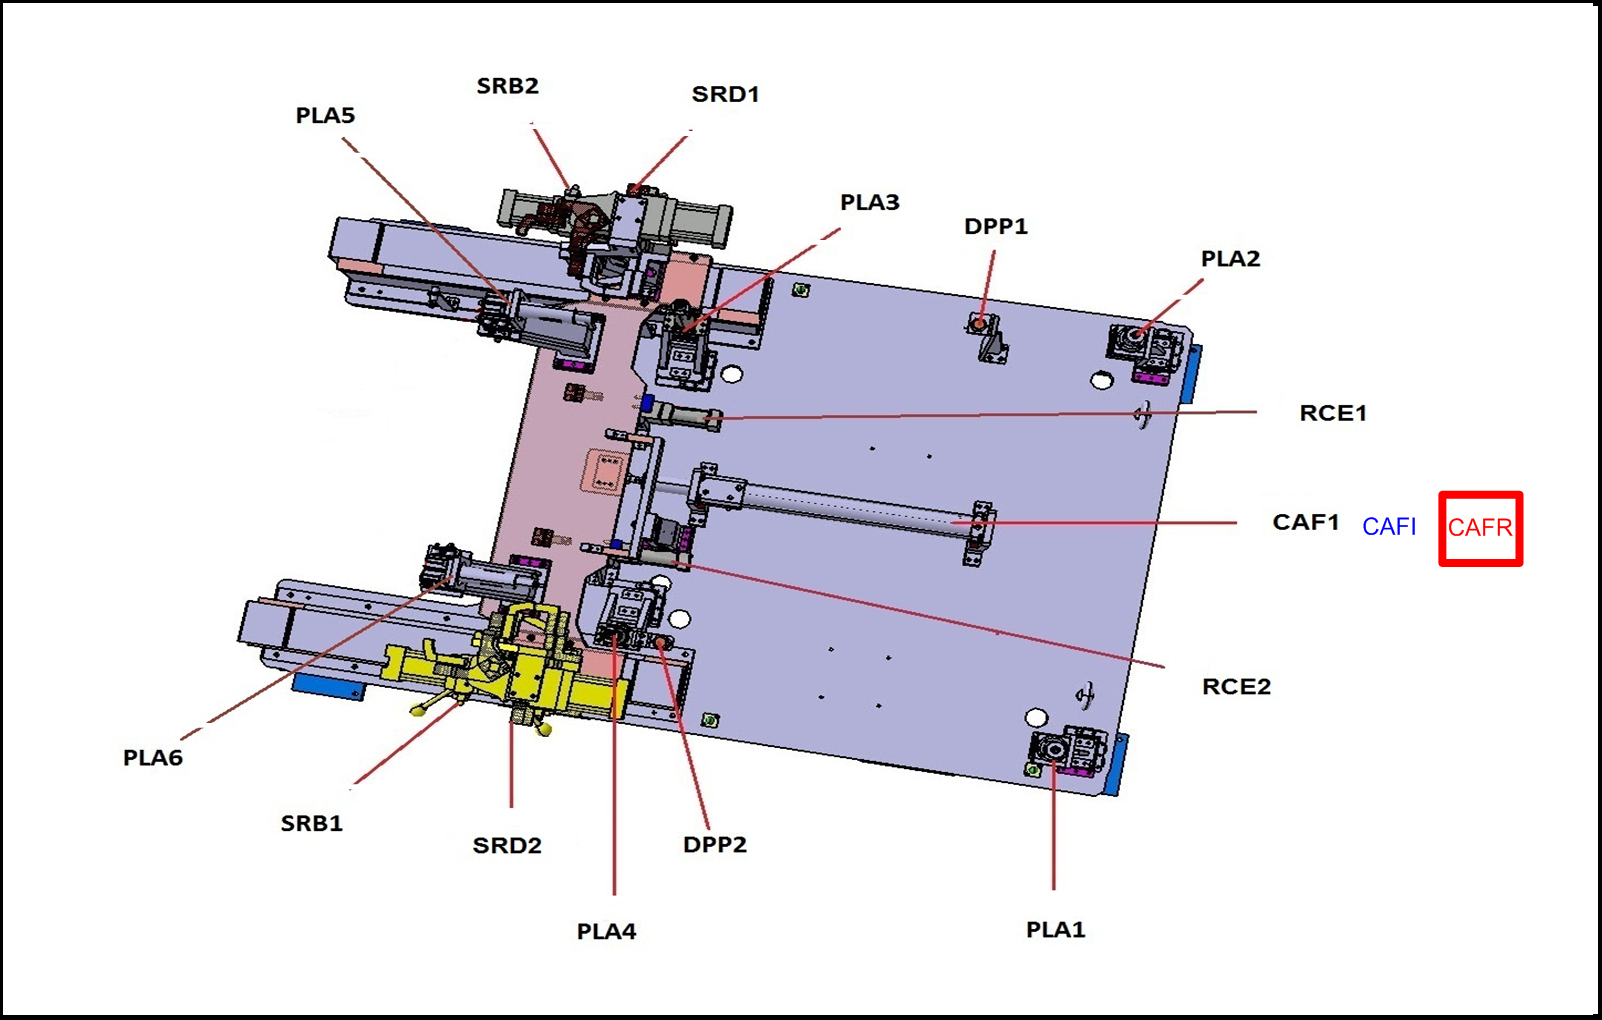 SRB2
SRD1
PLA5
PLA3
DPP1
PLA2
RCE1
CAF1 CAFI CAFR
RCE2
PLA6
SRB1
SRD2
DPP2
PLA4
PLA1